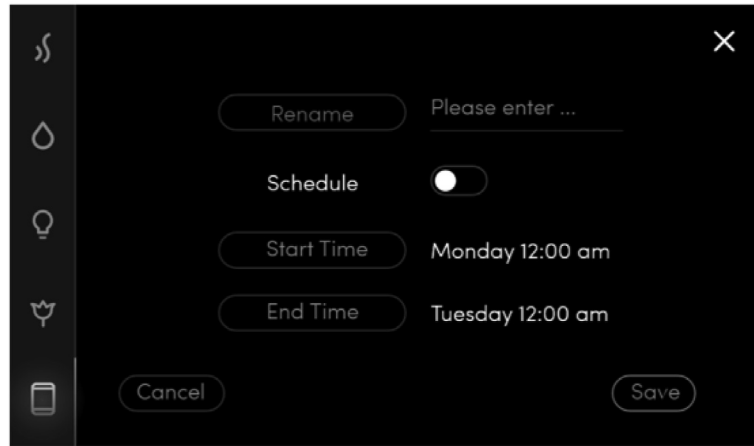 Rename Please enter ...
Schedule
Start Time Monday 12:00 am
End Time Tuesday 12:00 am
Cancel Save